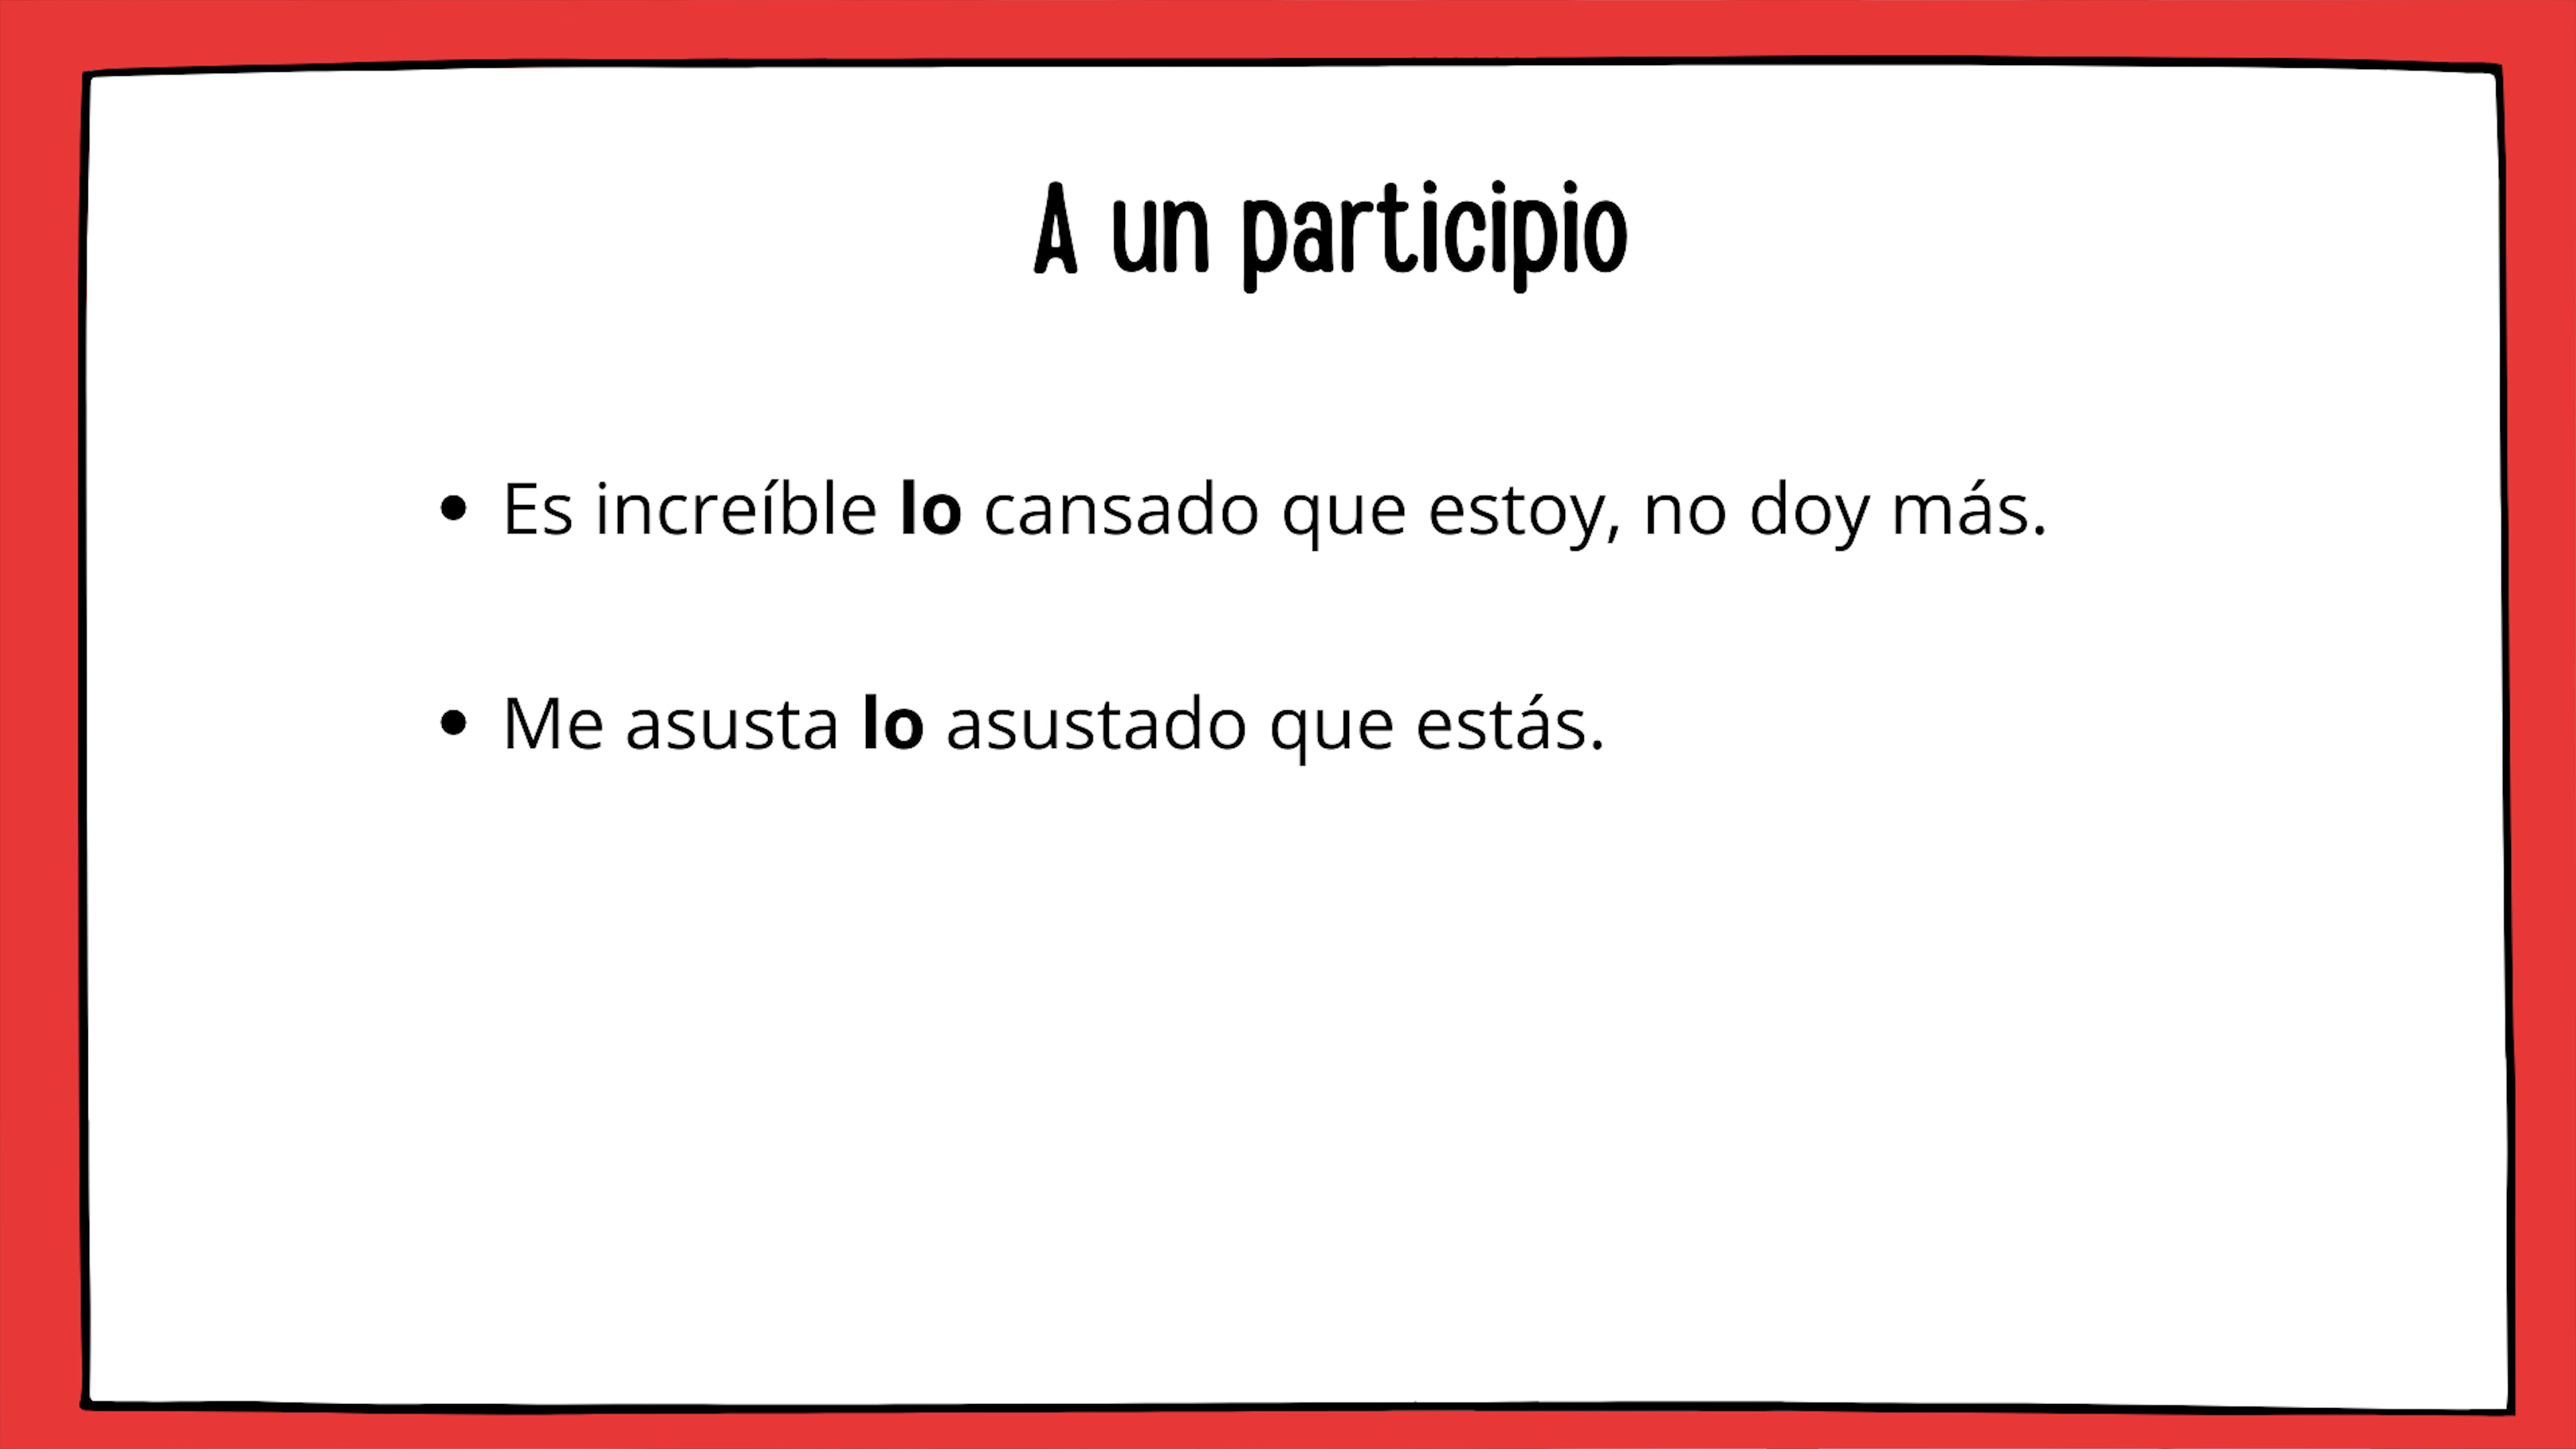 A un participio
• Es increíble lo cansado que estoy, no doy más.
• Me asusta lo asustado que estás.